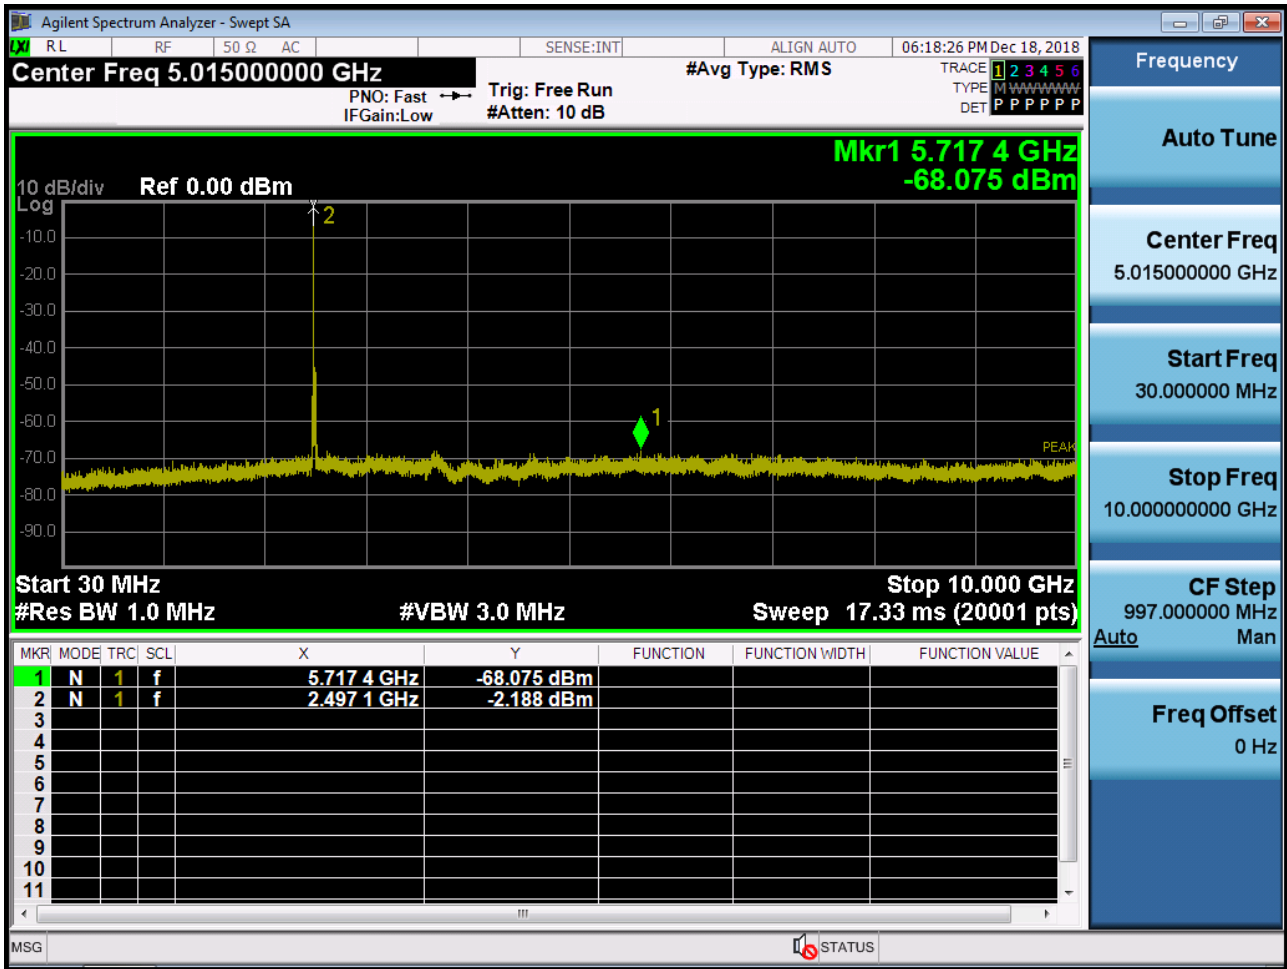 Agilent Spectrum Analyzer - Swept SA
LXI RL RF 50 Ω AC SENSE:INT ALIGN AUTO 06:18:26 PM Dec 18, 2018
Center Freq 5.015000000 GHz #Avg Type: RMS TRACE 1 2 3 4 5 6
PNO: Fast Trig: Free Run TYPE M WWWWW
IFGain:Low #Atten: 10 dB DET P P P P P P
Mkr1 5.717 4 GHz
-68.075 dBm
10 dB/div Ref 0.00 dBm
Log
2
-10.0
-20.0
-30.0
-40.0
-50.0
-60.0
1
PEAK
-70.0
-80.0
-90.0
Start 30 MHz Stop 10.000 GHz
#Res BW 1.0 MHz #VBW 3.0 MHz Sweep 17.33 ms (20001 pts)
MKR MODE TRC SCL X Y FUNCTION FUNCTION WIDTH FUNCTION VALUE
1 N 1 f 5.717 4 GHz -68.075 dBm
2 N 1 f 2.497 1 GHz -2.188 dBm
3
4
5
6
7
8
9
10
11
MSG STATUS
Frequency
Auto Tune
Center Freq
5.015000000 GHz
Start Freq
30.000000 MHz
Stop Freq
10.000000000 GHz
CF Step
997.000000 MHz
Auto Man
Freq Offset
0 Hz